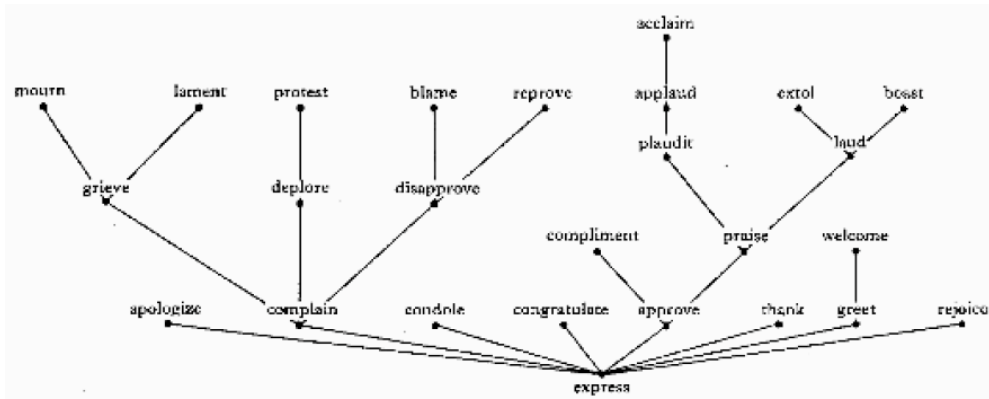 acclaim
mourn lament protest blame reprove applaud extol boast
plaudit laud
grieve deplore disapprove
compliment praise welcome
apologize complain condole congratulate approve thank greet rejoice
express